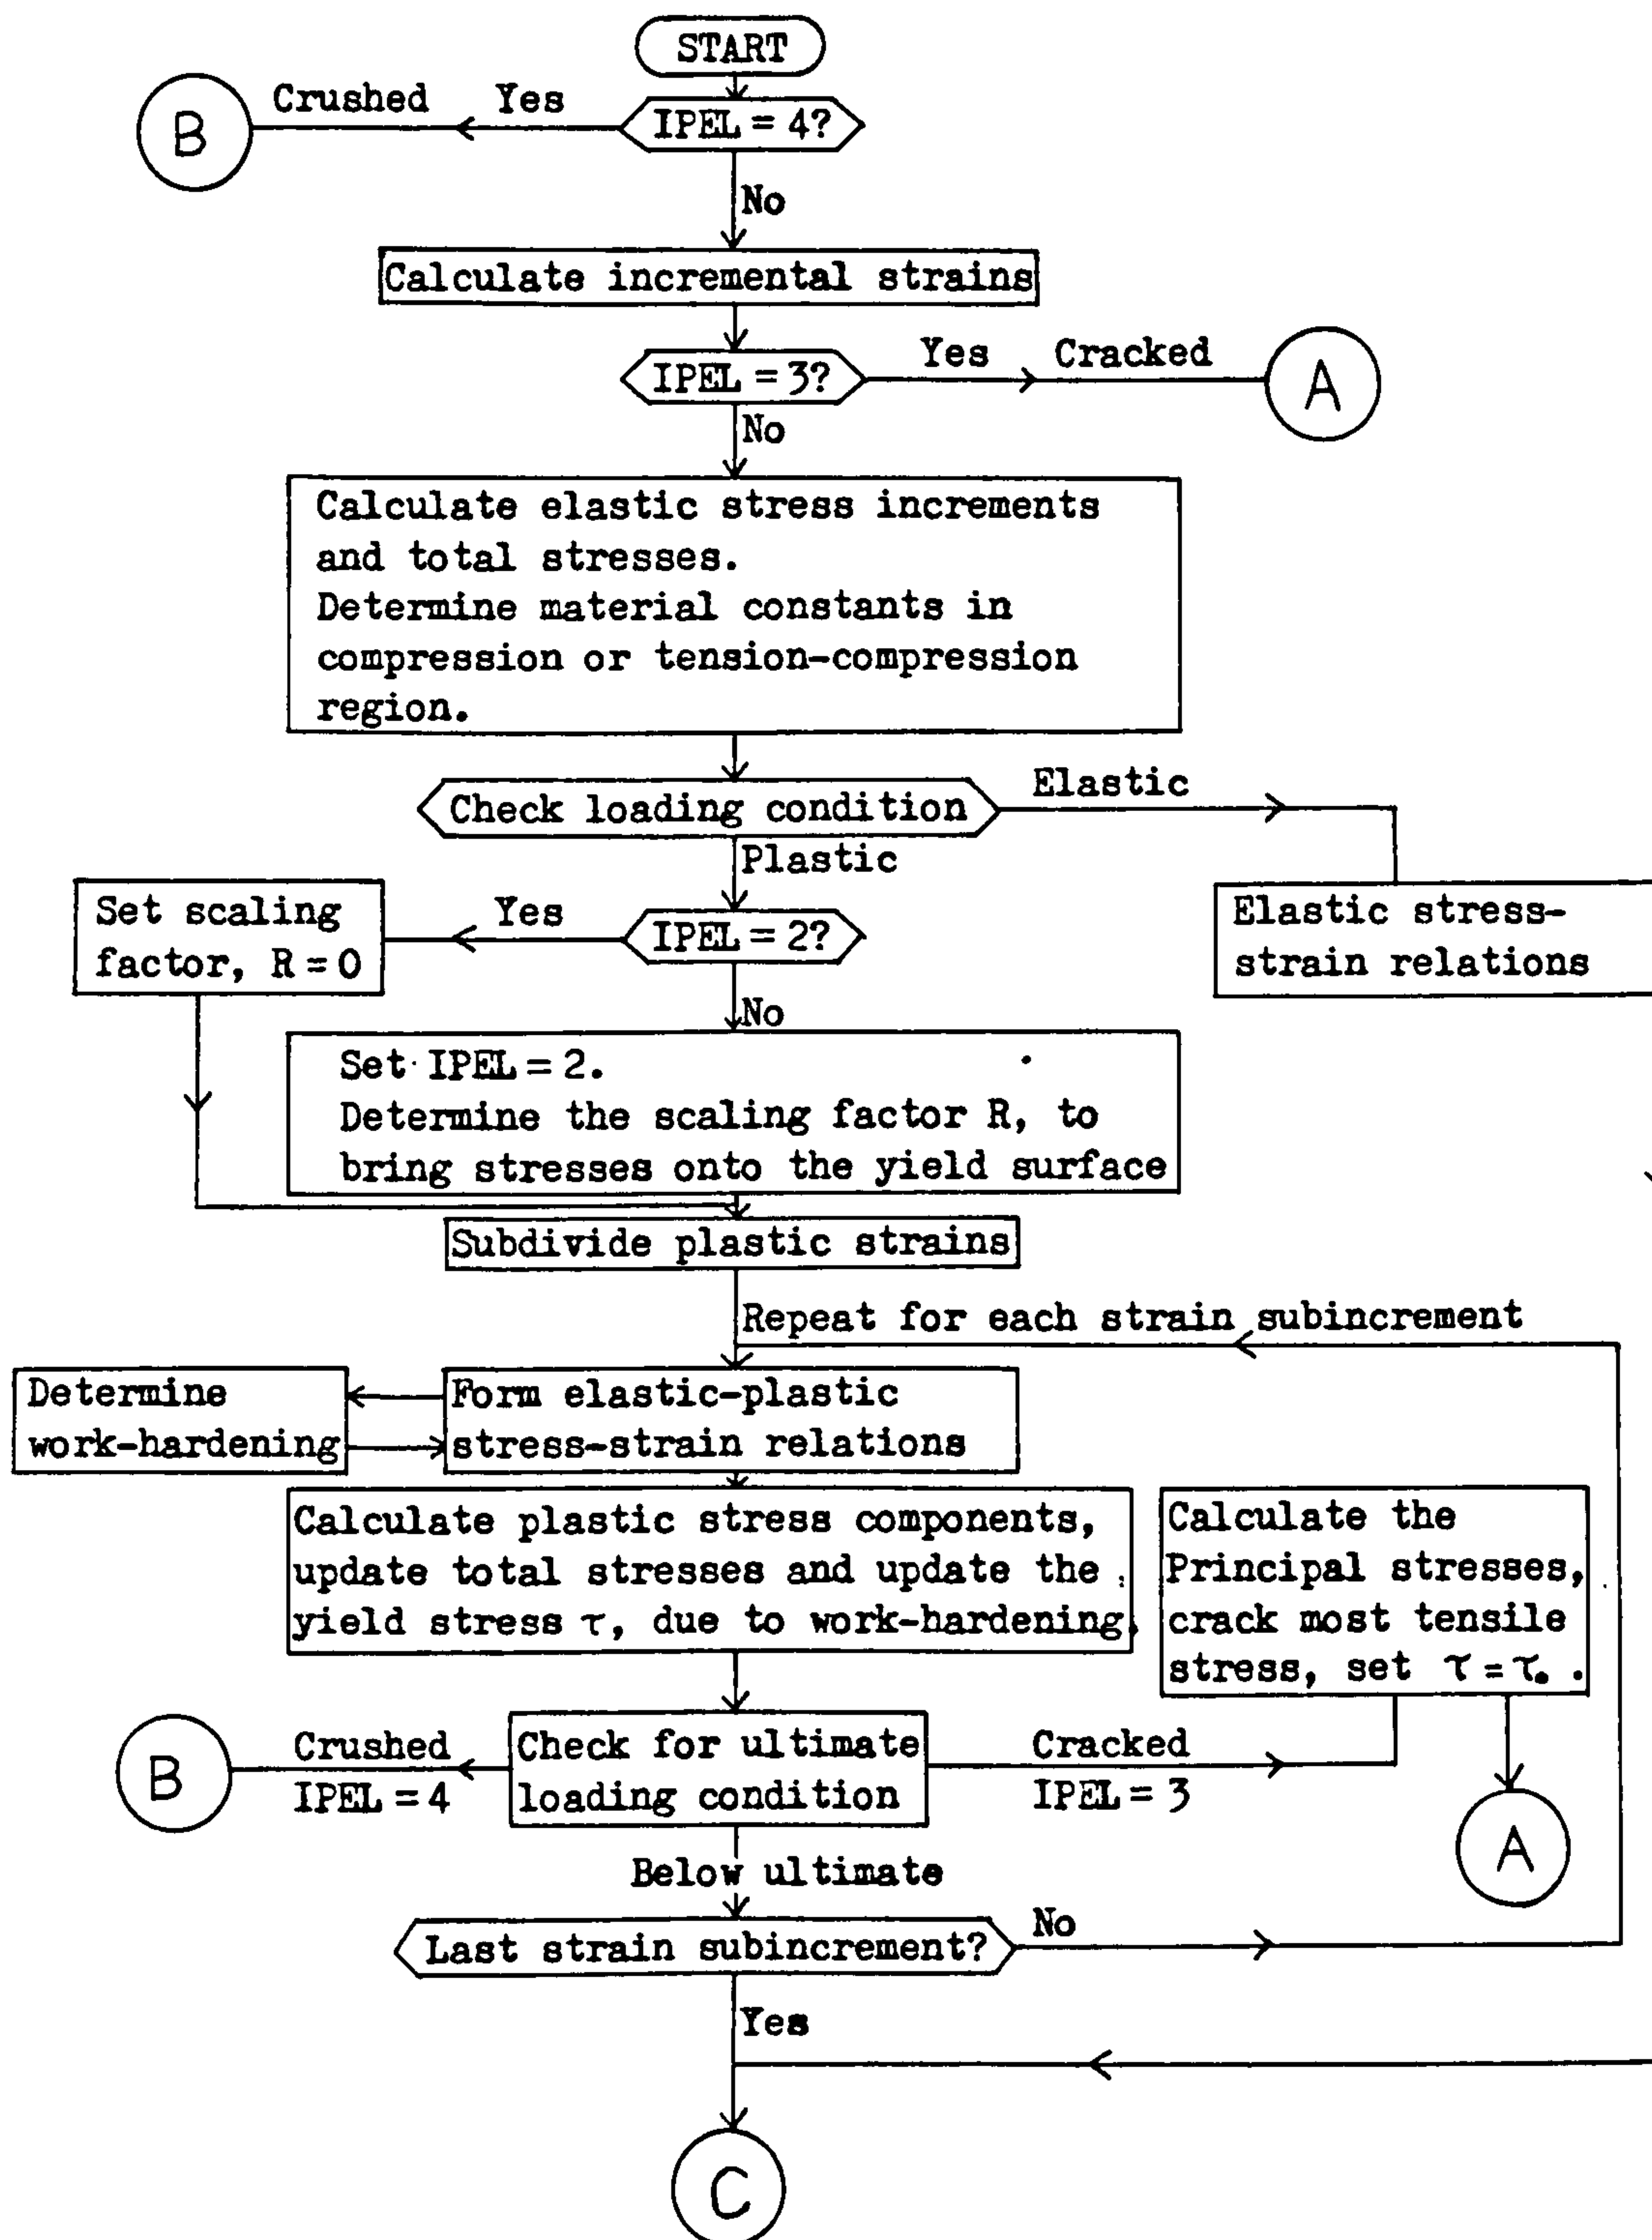 START
B
Crushed
Yes
IPEL = 4?
No
Calculate incremental strains
IPEL = 3?
Yes
Cracked
A
No
Calculate elastic stress increments
and total stresses.
Determine material constants in
compression or tension-compression
region.
Check loading condition
Elastic
Plastic
Set scaling
factor, R = 0
Yes
IPEL = 2?
Elastic stress-
strain relations
No
Set IPEL = 2.
Determine the scaling factor R, to
bring stresses onto the yield surface
Subdivide plastic strains
Repeat for each strain subincrement
Determine
work-hardening
Form elastic-plastic
stress-strain relations
Calculate plastic stress components,
update total stresses and update the
yield stress τ, due to work-hardening.
Calculate the
Principal stresses,
crack most tensile
stress, set τ = τ₀ .
B
Crushed
IPEL = 4
Check for ultimate
loading condition
Cracked
IPEL = 3
A
Below ultimate
Last strain subincrement?
No
Yes
C